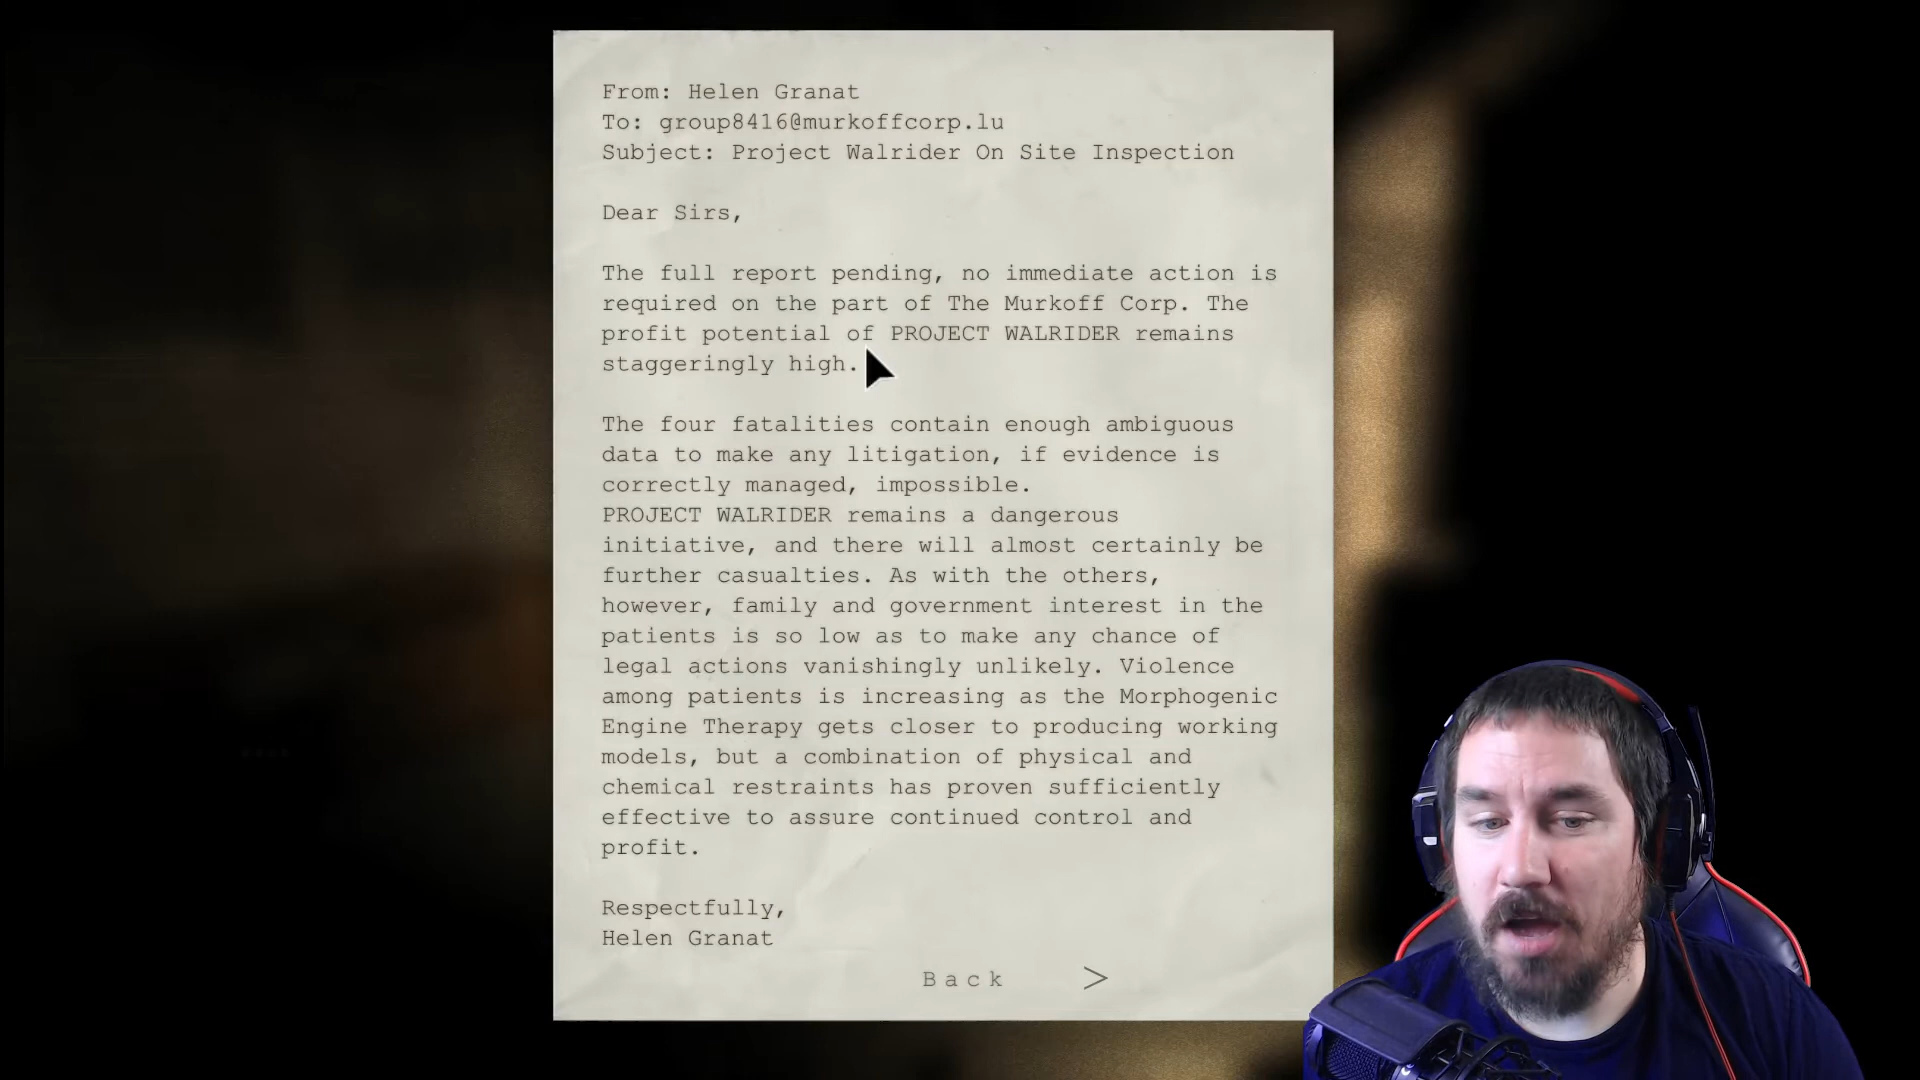 From: Helen Granat
To: group8416@murkoffcorp.lu
Subject: Project Walrider On Site Inspection
Dear Sirs,
The full report pending, no immediate action is
required on the part of The Murkoff Corp. The
profit potential of PROJECT WALRIDER remains
staggeringly high.
The four fatalities contain enough ambiguous
data to make any litigation, if evidence is
correctly managed, impossible.
PROJECT WALRIDER remains a dangerous
initiative, and there will almost certainly be
further casualties. As with the others,
however, family and government interest in the
patients is so low as to make any chance of
legal actions vanishingly unlikely. Violence
among patients is increasing as the Morphogenic
Engine Therapy gets closer to producing working
models, but a combination of physical and
chemical restraints has proven sufficiently
effective to assure continued control and
profit.
Respectfully,
Helen Granat
Back >